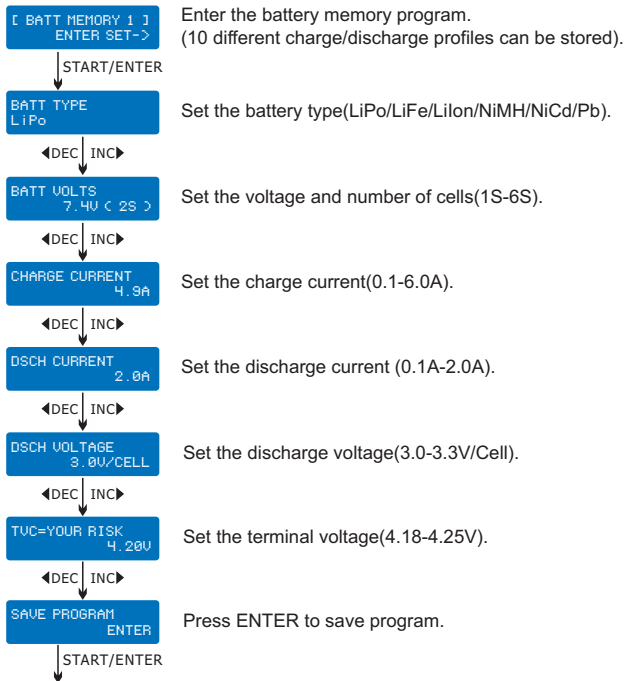 [ BATT MEMORY 1 ]
ENTER SET->
Enter the battery memory program.
(10 different charge/discharge profiles can be stored).
START/ENTER
BATT TYPE
LiPo
Set the battery type(LiPo/LiFe/LiIon/NiMH/NiCd/Pb).
◀DEC INC▶
BATT VOLTS
7.4V ( 2S )
Set the voltage and number of cells(1S-6S).
◀DEC INC▶
CHARGE CURRENT
4.9A
Set the charge current(0.1-6.0A).
◀DEC INC▶
DSCH CURRENT
2.0A
Set the discharge current (0.1A-2.0A).
◀DEC INC▶
DSCH VOLTAGE
3.0V/CELL
Set the discharge voltage(3.0-3.3V/Cell).
◀DEC INC▶
TVC=YOUR RISK
4.20V
Set the terminal voltage(4.18-4.25V).
◀DEC INC▶
SAVE PROGRAM
ENTER
Press ENTER to save program.
START/ENTER